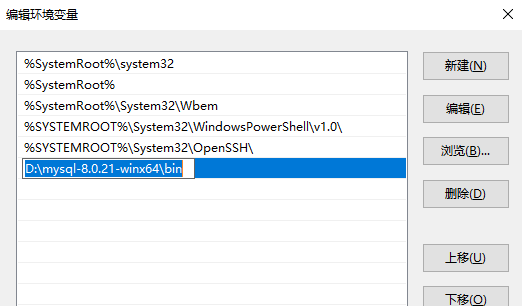 编辑环境变量
%SystemRoot%\system32
%SystemRoot%
%SystemRoot%\System32\Wbem
%SYSTEMROOT%\System32\WindowsPowerShell\v1.0\
%SYSTEMROOT%\System32\OpenSSH\
D:\mysql-8.0.21-winx64\bin
新建(N)
编辑(E)
浏览(B)...
删除(D)
上移(U)
下移(O)